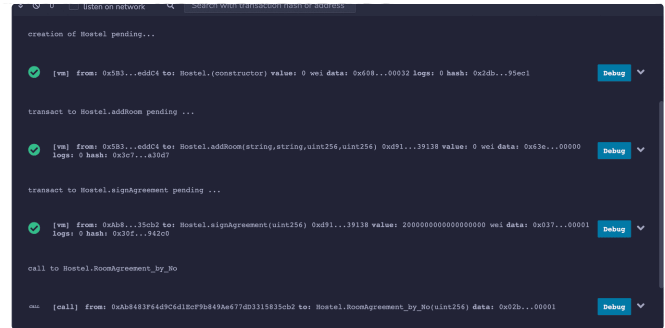 0 listen on network Search with transaction hash or address
creation of Hostel pending...
[vm] from: 0x5B3...eddC4 to: Hostel.(constructor) value: 0 wei data: 0x608...00032 logs: 0 hash: 0x2db...95ec1
Debug
transact to Hostel.addRoom pending ...
[vm] from: 0x5B3...eddC4 to: Hostel.addRoom(string,string,uint256,uint256) 0xd91...39138 value: 0 wei data: 0x63e...00000
logs: 0 hash: 0x3c7...a30d7
Debug
transact to Hostel.signAgreement pending ...
[vm] from: 0xAb8...35cb2 to: Hostel.signAgreement(uint256) 0xd91...39138 value: 2000000000000000000 wei data: 0x037...00001
logs: 0 hash: 0x30f...942c0
Debug
call to Hostel.RoomAgreement_by_No
CALL [call] from: 0xAb8483F64d9C6d1EcF9b849Ae677dD3315835cb2 to: Hostel.RoomAgreement_by_No(uint256) data: 0x02b...00001
Debug